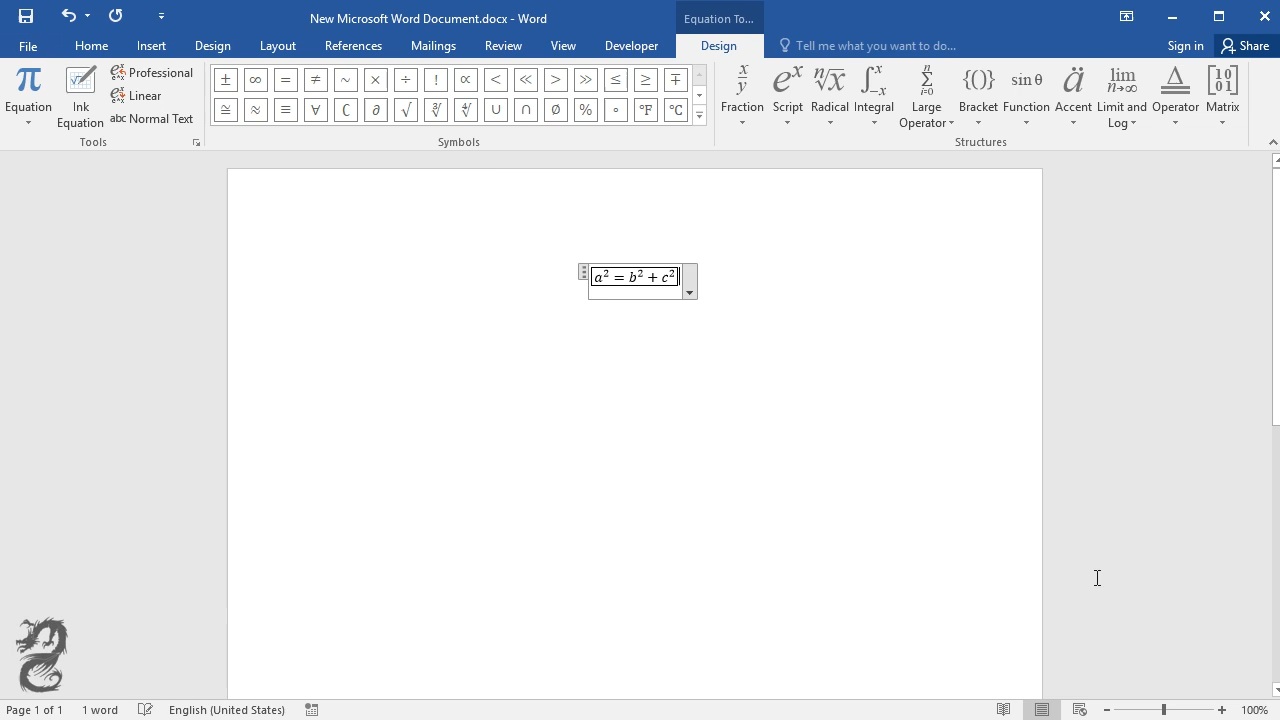 New Microsoft Word Document.docx - Word
Equation To...
File Home Insert Design Layout References Mailings Review View Developer Design Tell me what you want to do... Sign in Share
Equation
Ink
Equation
Professional
Linear
abc Normal Text
Tools
± ∞ = ≠ ~ × ÷ ! ∝ < ≪ > ≫ ≤ ≥ ∓
≅ ≈ ≡ ∀ ∁ ∂ √ ∛ ∜ ∪ ∩ ∅ % ° °F °C
Symbols
Fraction
Script
Radical
Integral
Large
Operator
Bracket
Function
Accent
Limit and
Log
Operator
Matrix
Structures
a² = b² + c²
Page 1 of 1 1 word English (United States) 100%